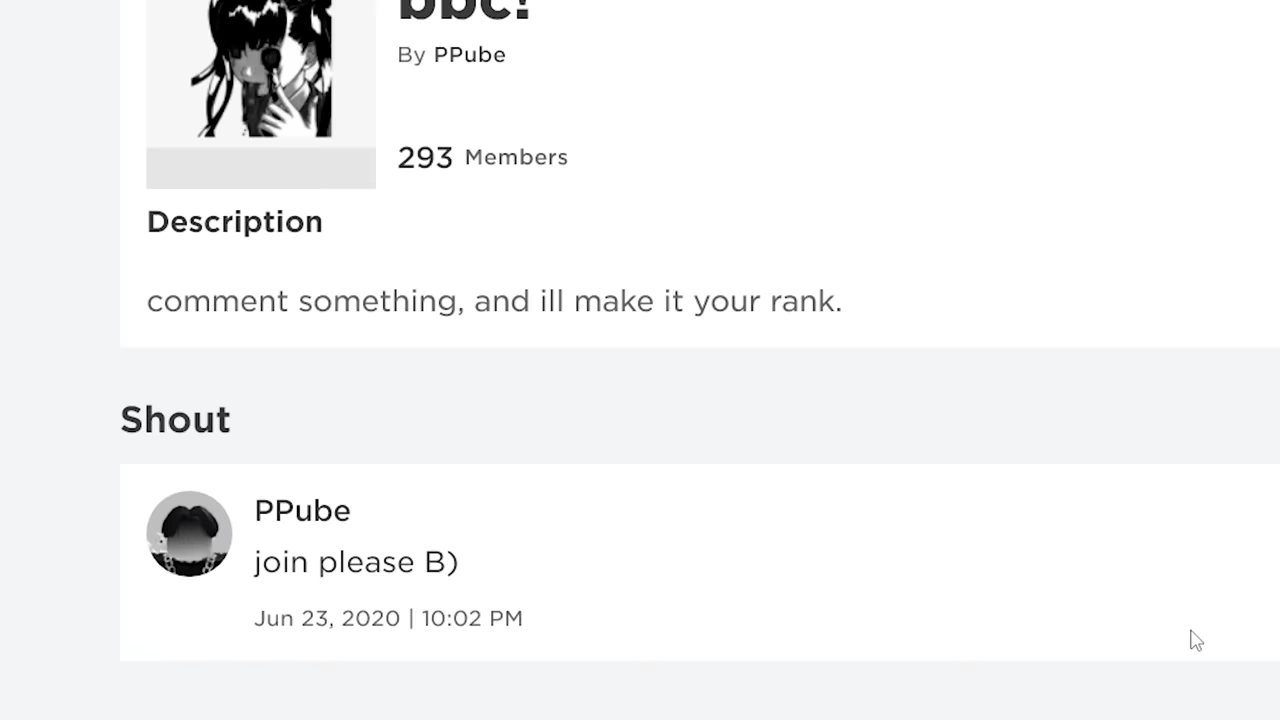 bbc!
By PPube
293 Members
Description
comment something, and ill make it your rank.
Shout
PPube
join please B)
Jun 23, 2020 | 10:02 PM